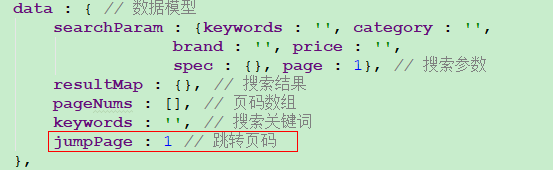 data : { // 数据模型
searchParam : {keywords : '', category : '',
brand : '', price : '',
spec : {}, page : 1}, // 搜索参数
resultMap : {}, // 搜索结果
pageNums : [], // 页码数组
keywords : '', // 搜索关键词
jumpPage : 1 // 跳转页码
},